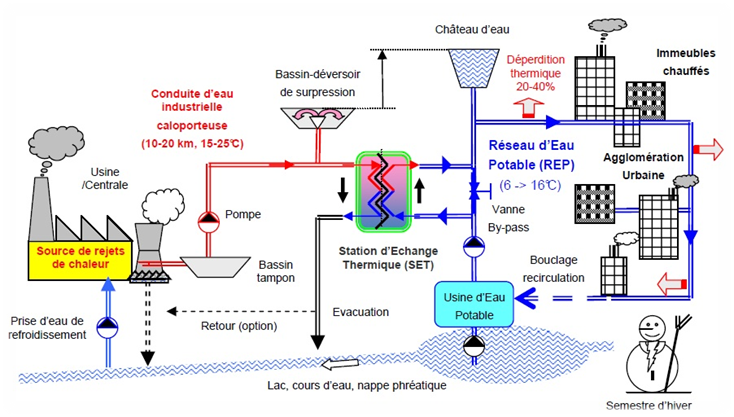 Château d'eau
Déperdition
thermique
20-40%
Immeubles
chauffés
Bassin-déversoir
de surpression
Conduite d'eau
industrielle
caloporteuse
(10-20 km, 15-25°C)
Réseau d'Eau
Potable (REP)
(6 -> 16°C)
Agglomération
Urbaine
Usine
/Centrale
Pompe
Vanne
By-pass
Source de rejets
de chaleur
Station d'Echange
Thermique (SET)
Bassin
tampon
Bouclage
recirculation
Usine d'Eau
Potable
Prise d'eau de
refroidissement
Retour (option)
Evacuation
Lac, cours d'eau, nappe phréatique
Semestre d'hiver